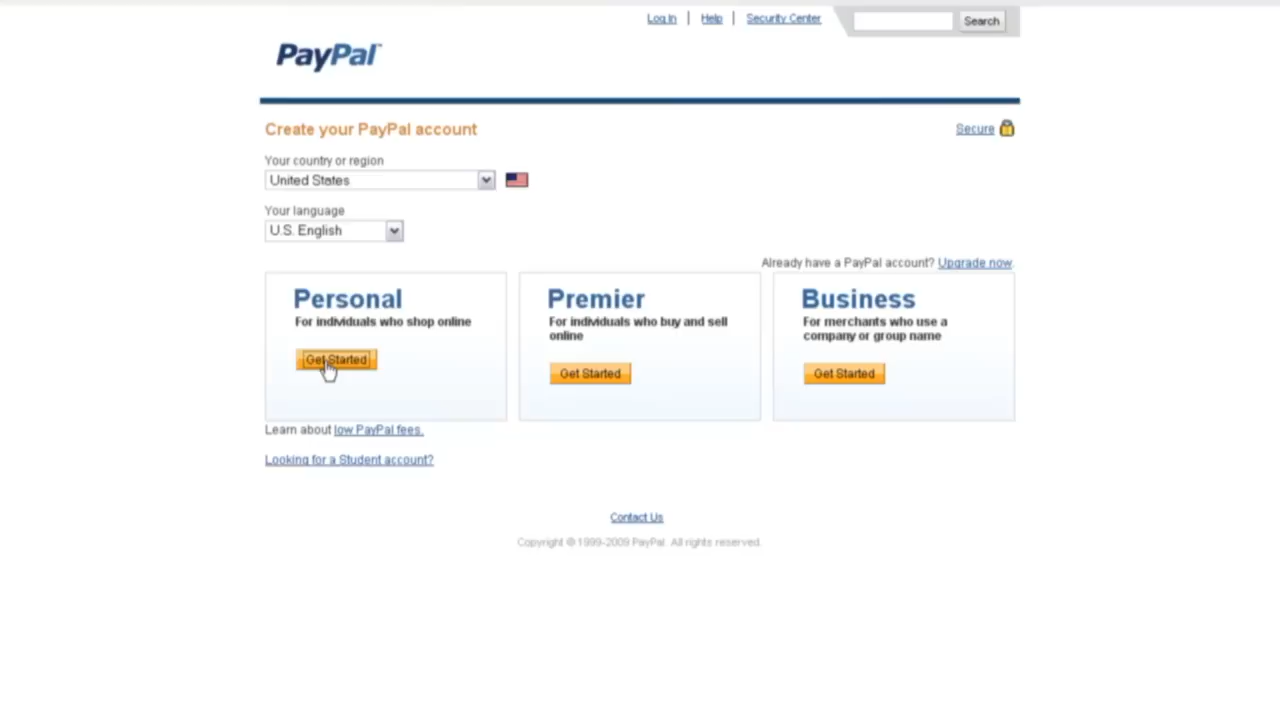 Log In | Help | Security Center
Search
PayPal
Create your PayPal account
Secure
Your country or region
United States
Your language
U.S. English
Already have a PayPal account? Upgrade now.
Personal
For individuals who shop online
Get Started
Premier
For individuals who buy and sell
online
Get Started
Business
For merchants who use a
company or group name
Get Started
Learn about low PayPal fees.
Looking for a Student account?
Contact Us
Copyright © 1999-2009 PayPal. All rights reserved.